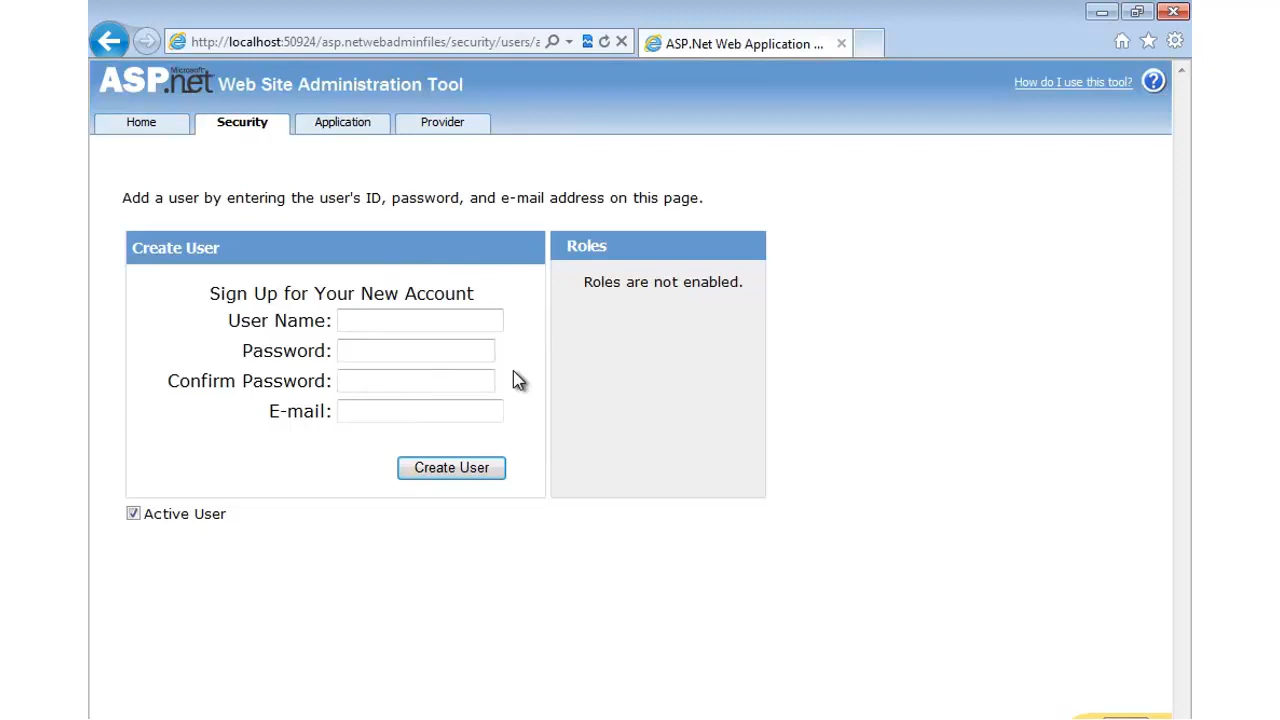 http://localhost:50924/asp.netwebadminfiles/security/users/a
ASP.Net Web Application ...
Microsoft
ASP.net Web Site Administration Tool
How do I use this tool?
Home
Security
Application
Provider
Add a user by entering the user's ID, password, and e-mail address on this page.
Create User
Roles
Roles are not enabled.
Sign Up for Your New Account
User Name:
Password:
Confirm Password:
E-mail:
Create User
Active User